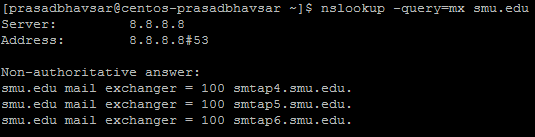 [prasadbhavsar@centos-prasadbhavsar ~]$ nslookup -query=mx smu.edu
Server:         8.8.8.8
Address:        8.8.8.8#53

Non-authoritative answer:
smu.edu mail exchanger = 100 smtap4.smu.edu.
smu.edu mail exchanger = 100 smtap5.smu.edu.
smu.edu mail exchanger = 100 smtap6.smu.edu.